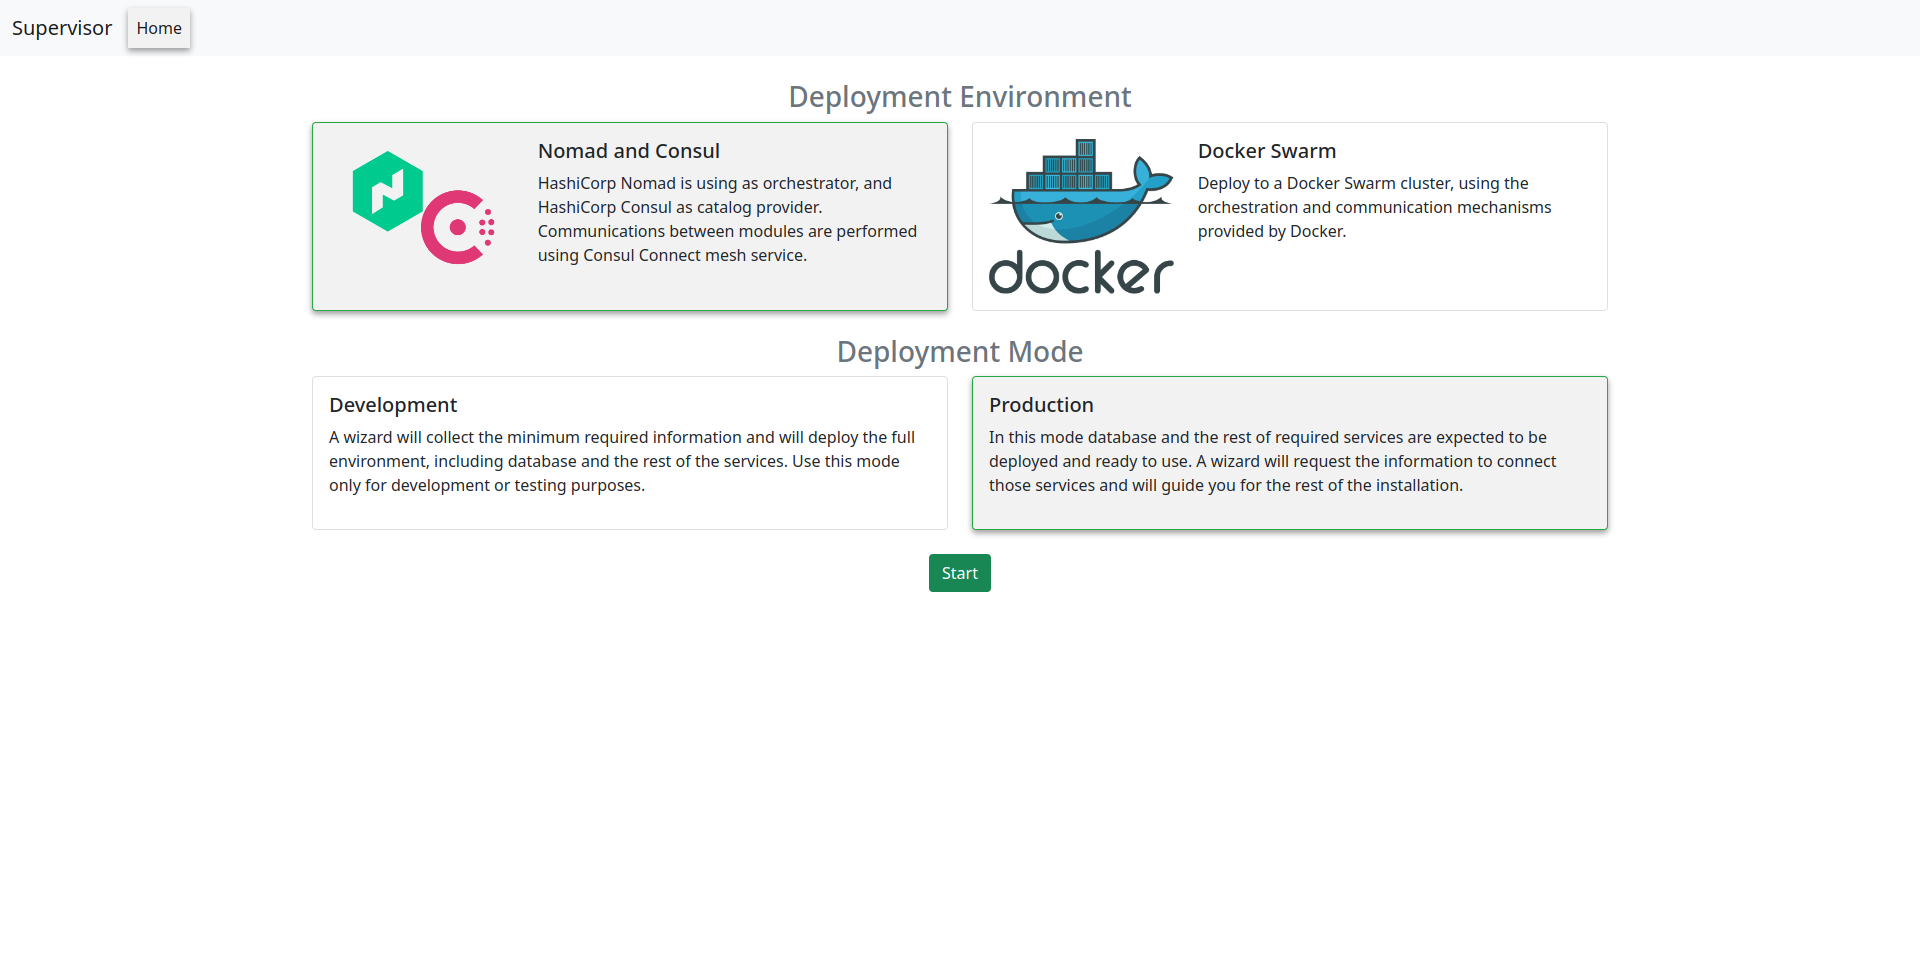 Supervisor Home
Deployment Environment
Nomad and Consul
HashiCorp Nomad is using as orchestrator, and
HashiCorp Consul as catalog provider.
Communications between modules are performed
using Consul Connect mesh service.
docker
Docker Swarm
Deploy to a Docker Swarm cluster, using the
orchestration and communication mechanisms
provided by Docker.
Deployment Mode
Development
A wizard will collect the minimum required information and will deploy the full
environment, including database and the rest of the services. Use this mode
only for development or testing purposes.
Production
In this mode database and the rest of required services are expected to be
deployed and ready to use. A wizard will request the information to connect
those services and will guide you for the rest of the installation.
Start